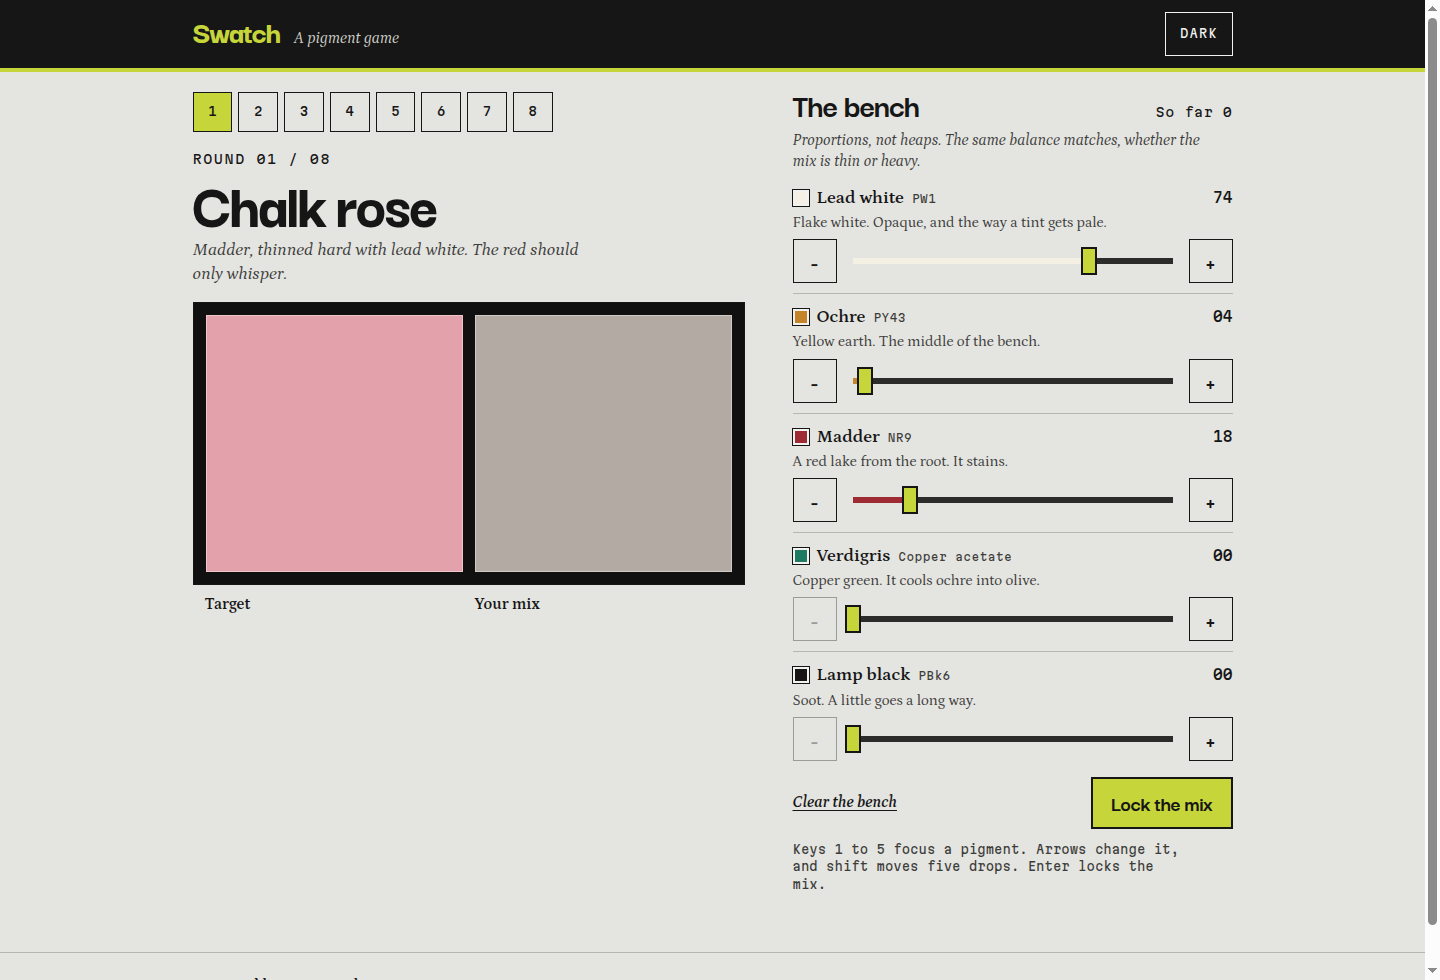 Swatch A pigment game
DARK
1 2 3 4 5 6 7 8
ROUND 01 / 08
Chalk rose
Madder, thinned hard with lead white. The red should
only whisper.
Target
Your mix
The bench
So far 0
Proportions, not heaps. The same balance matches, whether the
mix is thin or heavy.
Lead white PW1 74
Flake white. Opaque, and the way a tint gets pale.
- +
Ochre PY43 04
Yellow earth. The middle of the bench.
- +
Madder NR9 18
A red lake from the root. It stains.
- +
Verdigris Copper acetate 00
Copper green. It cools ochre into olive.
- +
Lamp black PBk6 00
Soot. A little goes a long way.
- +
Clear the bench
Lock the mix
Keys 1 to 5 focus a pigment. Arrows change it,
and shift moves five drops. Enter locks the
mix.